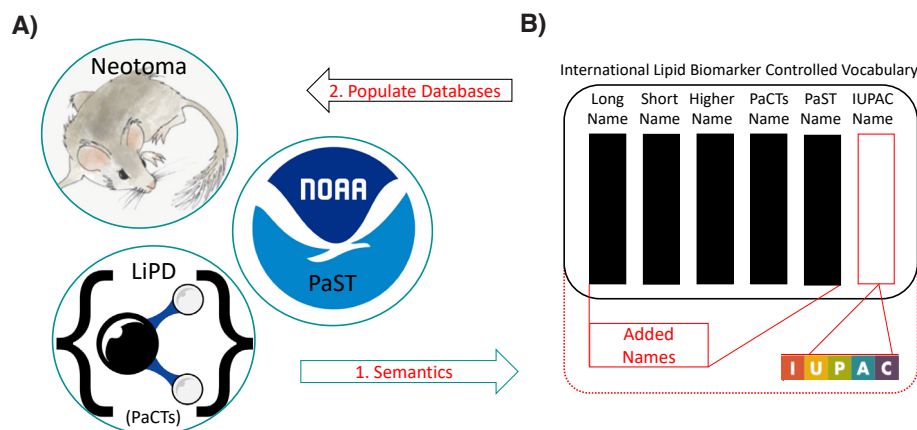 A)
Neotoma
NOAA
PaST
LiPD
(PaCTs)
2. Populate Databases
1. Semantics
B)
International Lipid Biomarker Controlled Vocabulary
Long Short Higher PaCTs PaST IUPAC
Name Name Name Name Name Name
Added
Names
IUPAC